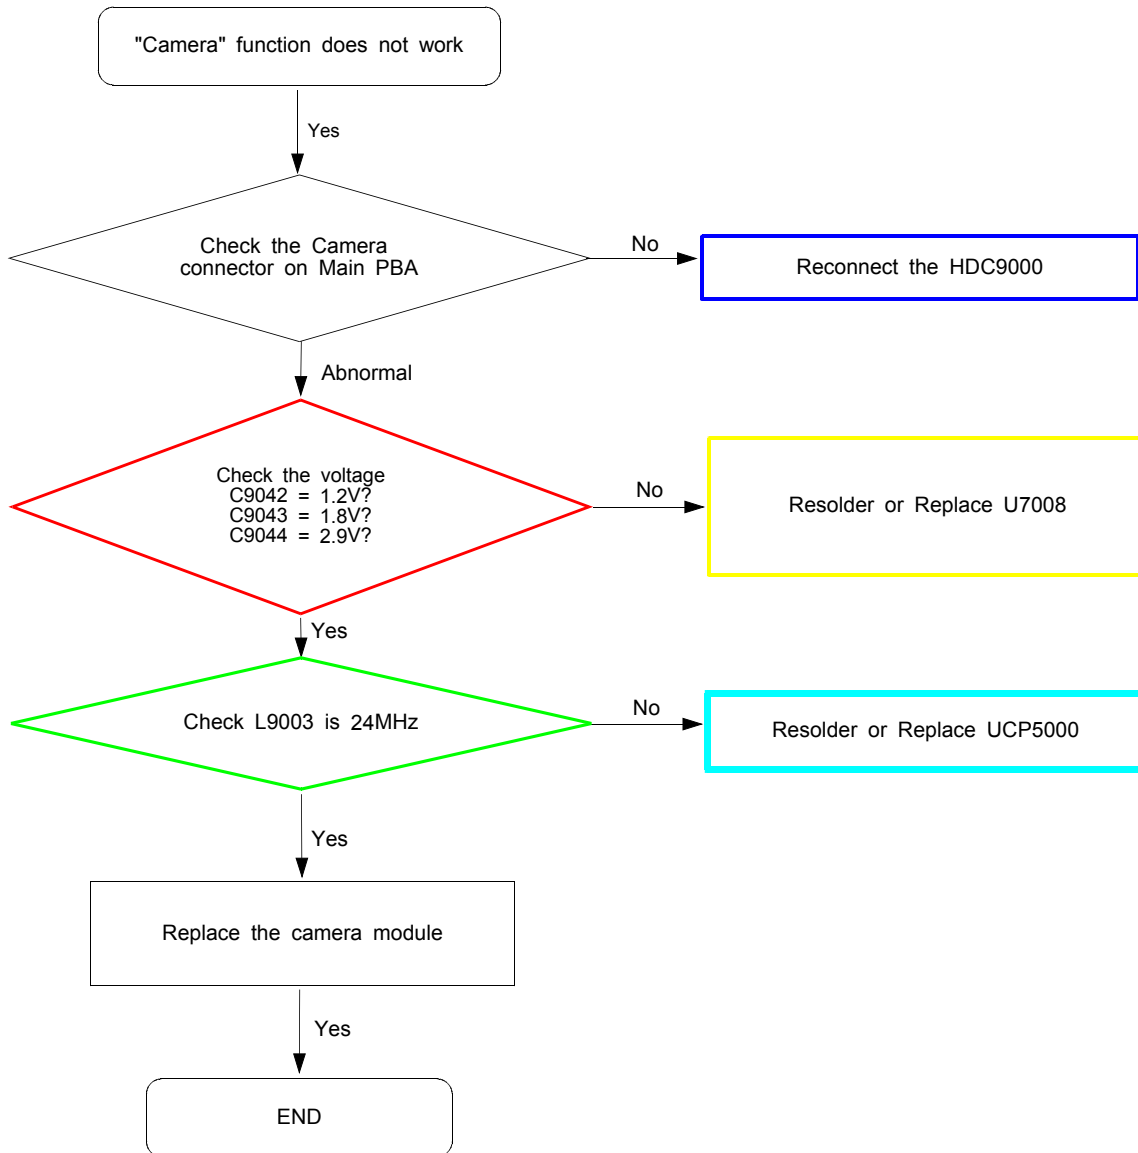 "Camera" function does not work
Yes
Check the Camera
connector on Main PBA
No
Reconnect the HDC9000
Abnormal
Check the voltage
C9042 = 1.2V?
C9043 = 1.8V?
C9044 = 2.9V?
No
Resolder or Replace U7008
Yes
Check L9003 is 24MHz
No
Resolder or Replace UCP5000
Yes
Replace the camera module
Yes
END